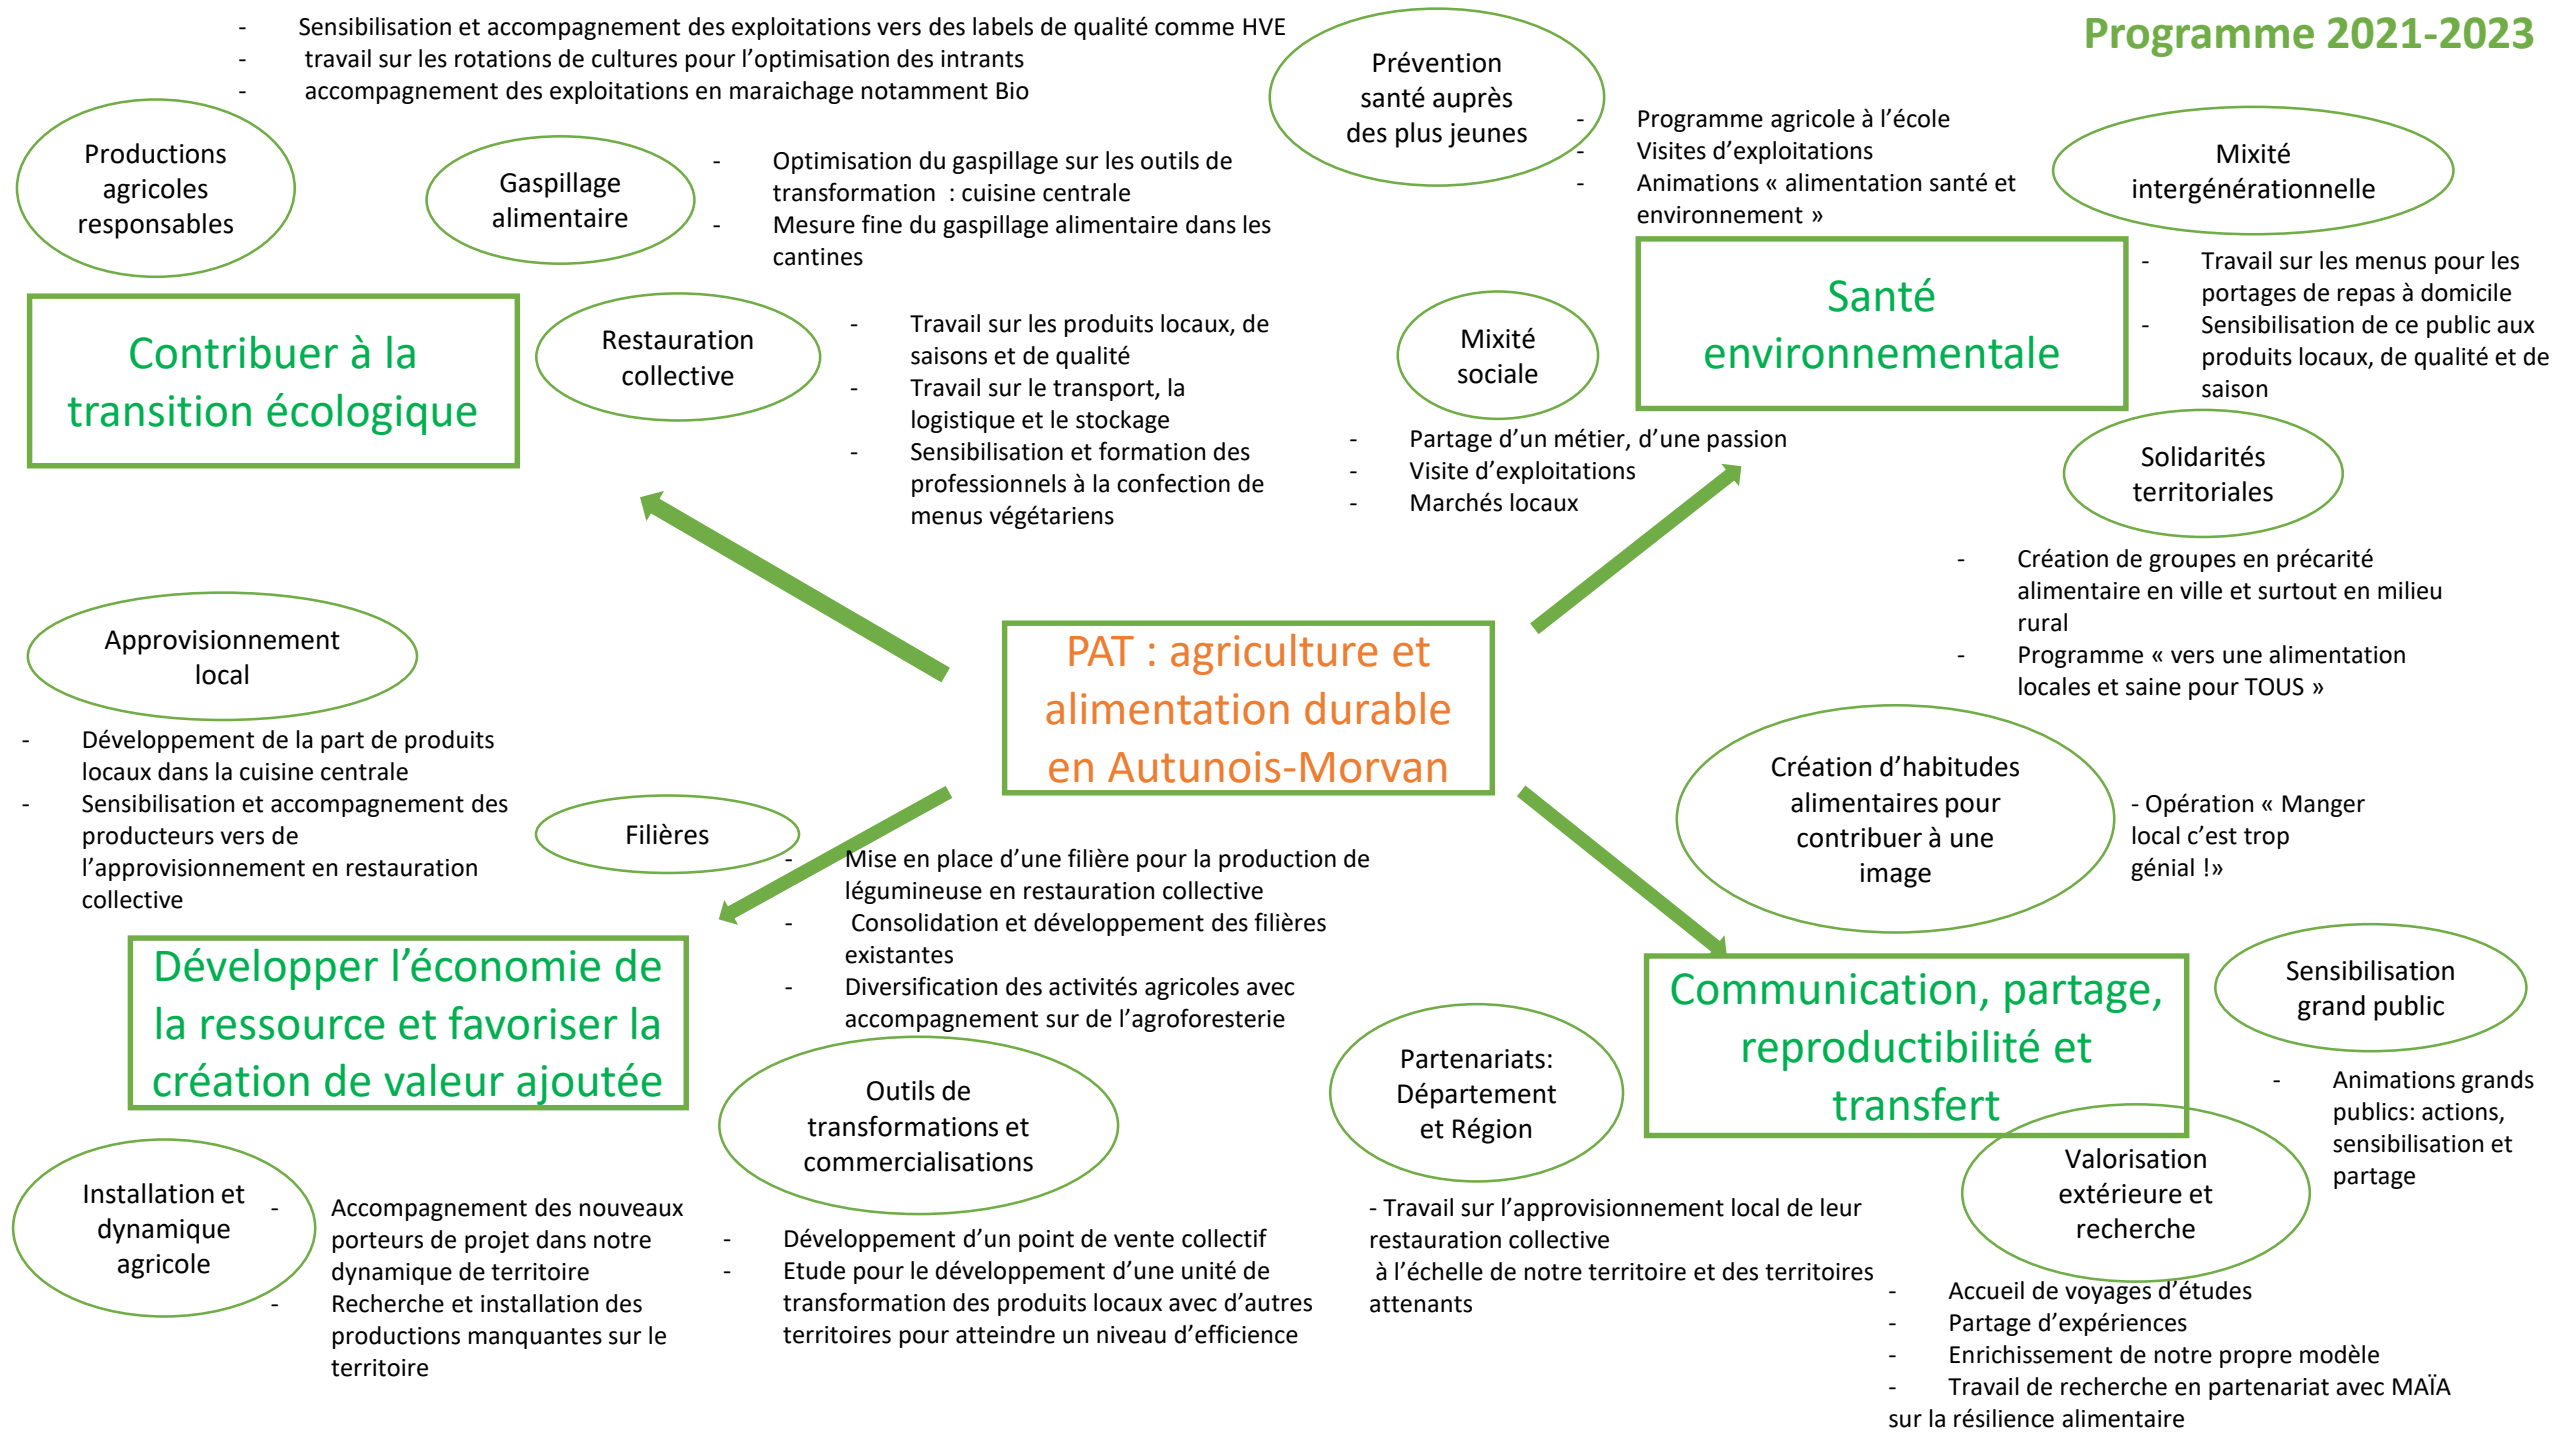 Programme 2021-2023
- Sensibilisation et accompagnement des exploitations vers des labels de qualité comme HVE
- travail sur les rotations de cultures pour l’optimisation des intrants
- accompagnement des exploitations en maraichage notamment Bio
Productions
agricoles
responsables
Gaspillage
alimentaire
- Optimisation du gaspillage sur les outils de
transformation : cuisine centrale
- Mesure fine du gaspillage alimentaire dans les
cantines
Contribuer à la
transition écologique
Restauration
collective
- Travail sur les produits locaux, de
saisons et de qualité
- Travail sur le transport, la
logistique et le stockage
- Sensibilisation et formation des
professionnels à la confection de
menus végétariens
Prévention
santé auprès
des plus jeunes
- Programme agricole à l’école
- Visites d’exploitations
- Animations « alimentation santé et
environnement »
Mixité
intergénérationnelle
- Travail sur les menus pour les
portages de repas à domicile
- Sensibilisation de ce public aux
produits locaux, de qualité et de
saison
Santé
environnementale
Mixité
sociale
- Partage d’un métier, d’une passion
- Visite d’exploitations
- Marchés locaux
Solidarités
territoriales
- Création de groupes en précarité
alimentaire en ville et surtout en milieu
rural
- Programme « vers une alimentation
locales et saine pour TOUS »
PAT : agriculture et
alimentation durable
en Autunois-Morvan
Approvisionnement
local
- Développement de la part de produits
locaux dans la cuisine centrale
- Sensibilisation et accompagnement des
producteurs vers de
l’approvisionnement en restauration
collective
Filières
- Mise en place d’une filière pour la production de
légumineuse en restauration collective
- Consolidation et développement des filières
existantes
- Diversification des activités agricoles avec
accompagnement sur de l’agroforesterie
Développer l’économie de
la ressource et favoriser la
création de valeur ajoutée
Outils de
transformations et
commercialisations
- Développement d’un point de vente collectif
- Etude pour le développement d’une unité de
transformation des produits locaux avec d’autres
territoires pour atteindre un niveau d’efficience
Installation et
dynamique
agricole
- Accompagnement des nouveaux
porteurs de projet dans notre
dynamique de territoire
- Recherche et installation des
productions manquantes sur le
territoire
Création d’habitudes
alimentaires pour
contribuer à une
image
- Opération « Manger
local c’est trop
génial !»
Communication, partage,
reproductibilité et
transfert
Sensibilisation
grand public
- Animations grands
publics: actions,
sensibilisation et
partage
Partenariats:
Département
et Région
- Travail sur l’approvisionnement local de leur
restauration collective
à l’échelle de notre territoire et des territoires
attenants
Valorisation
extérieure et
recherche
- Accueil de voyages d’études
- Partage d’expériences
- Enrichissement de notre propre modèle
- Travail de recherche en partenariat avec MAÏA
sur la résilience alimentaire